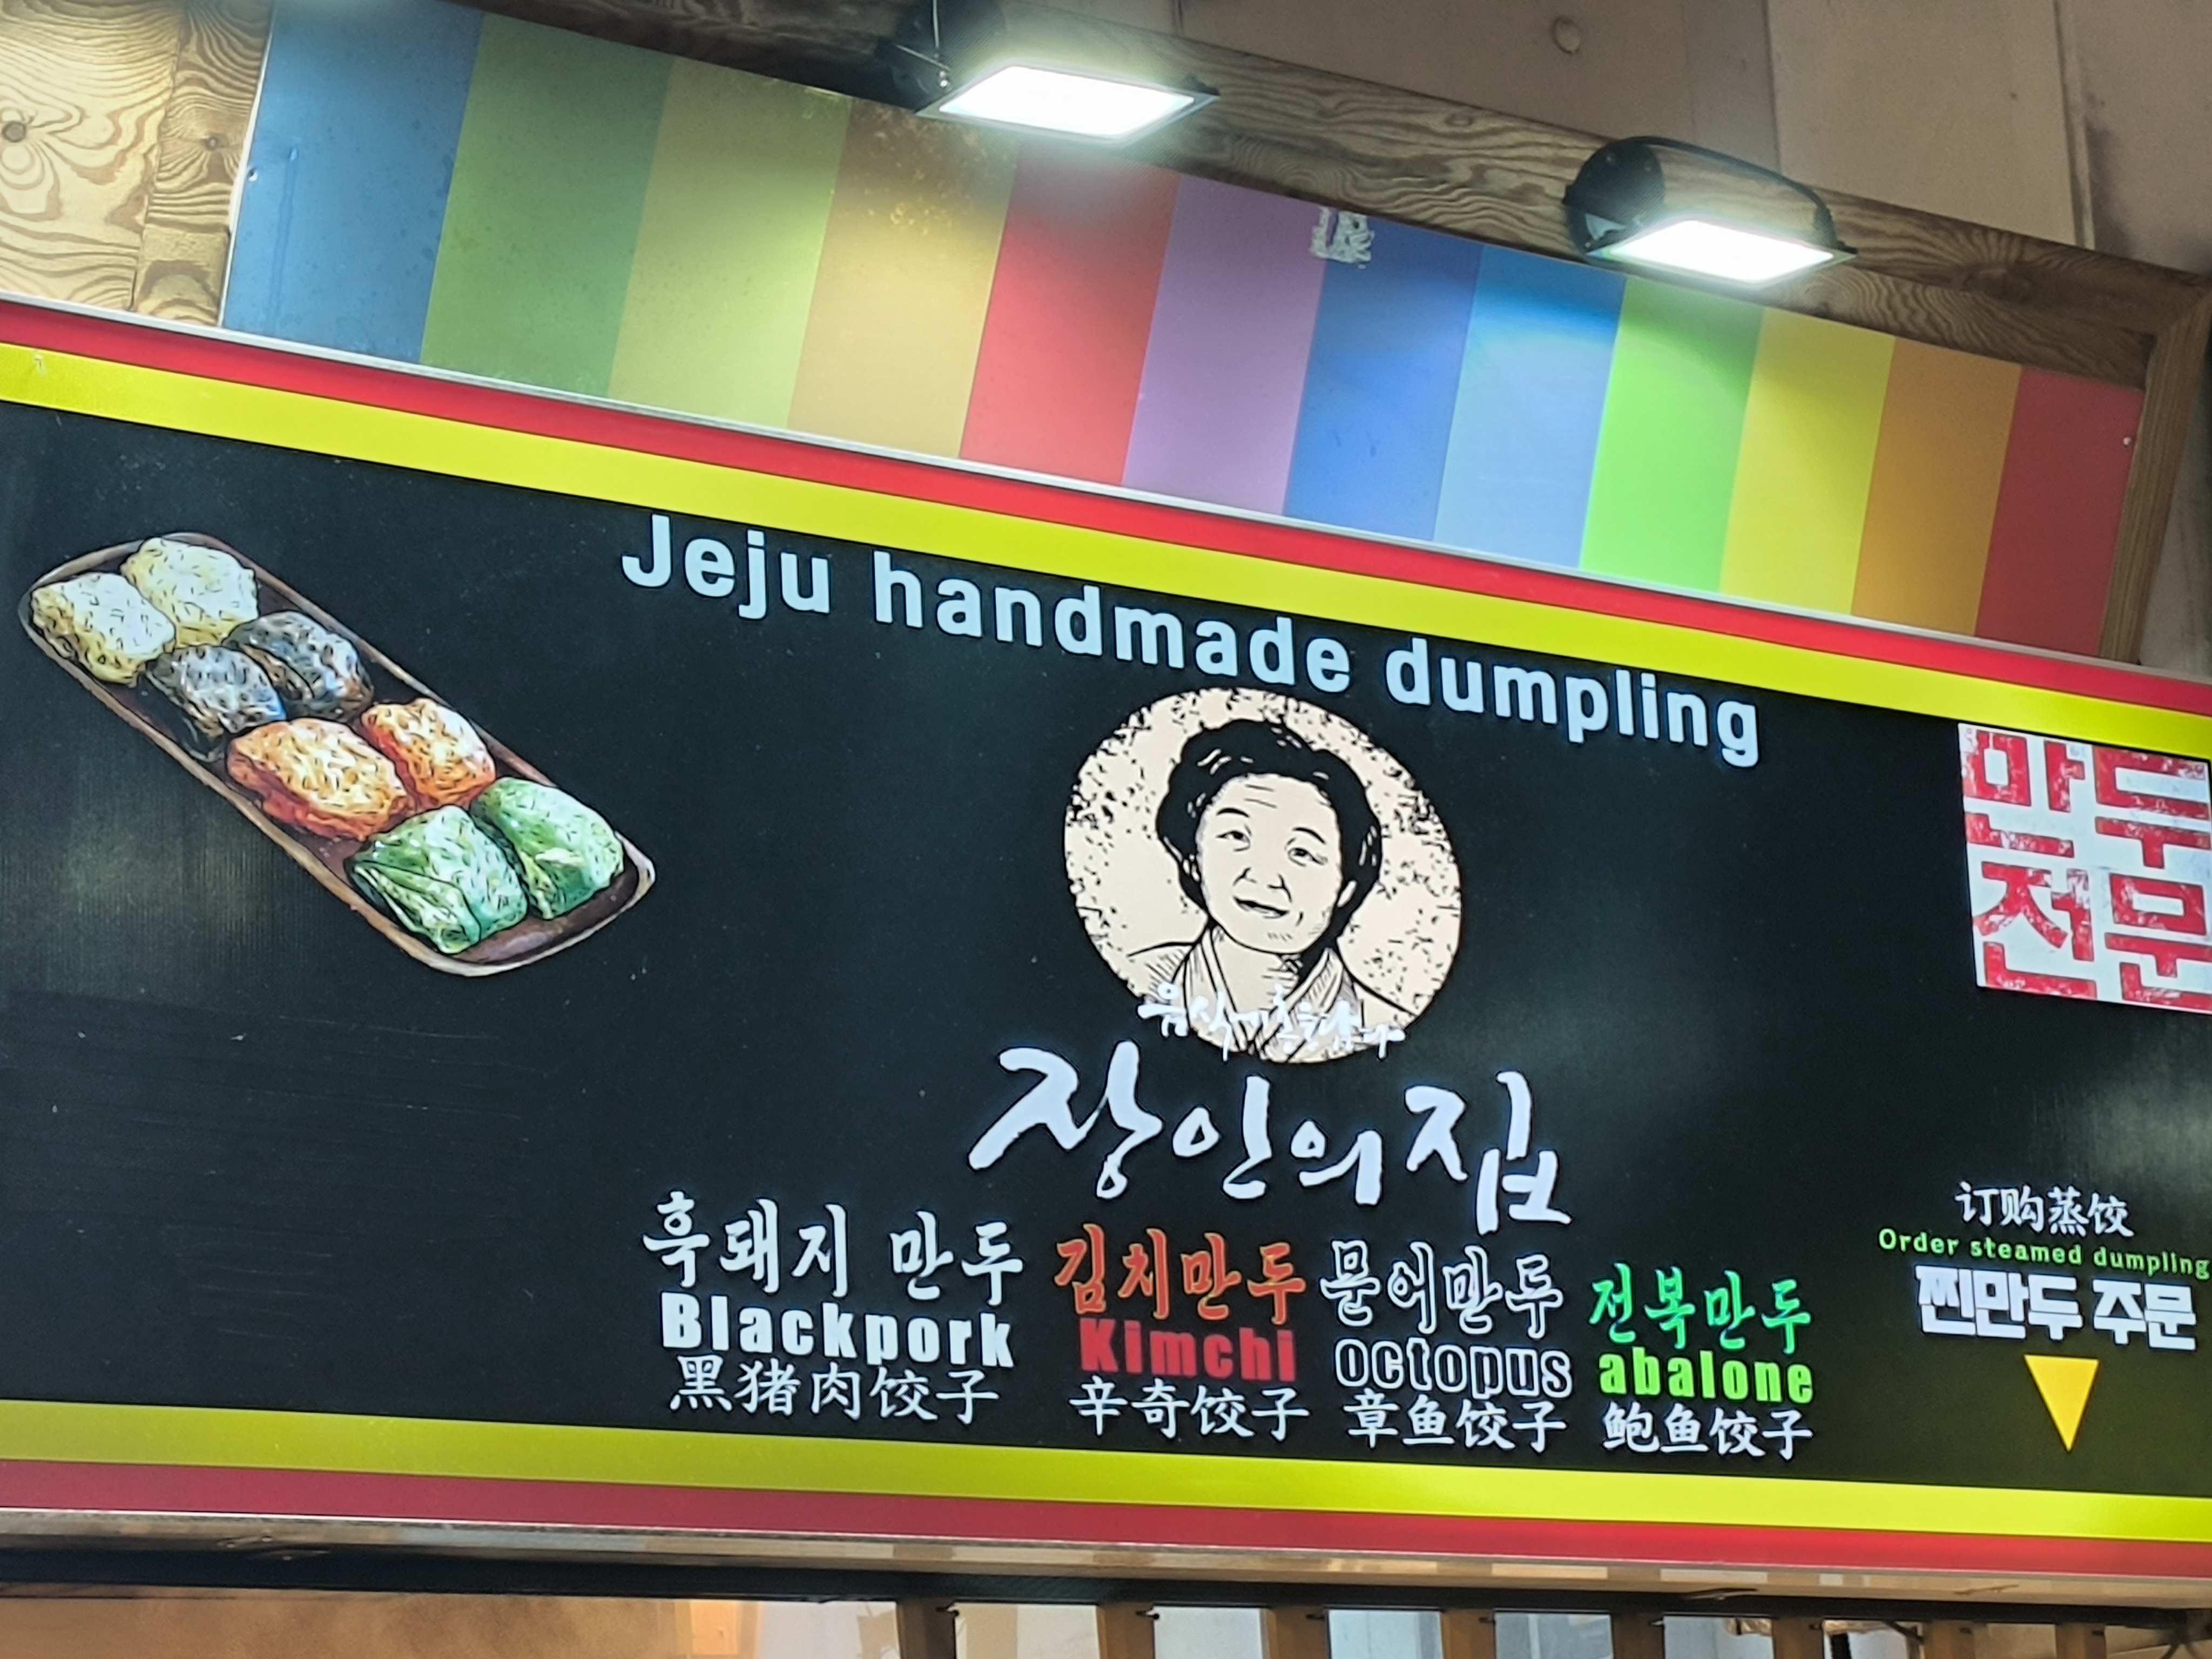 Jeju handmade dumpling
만두
전문
장인의집
흑돼지 만두
Blackpork
黑猪肉饺子
김치만두
Kimchi
辛奇饺子
문어만두
octopus
章鱼饺子
전복만두
abalone
鲍鱼饺子
订购蒸饺
Order steamed dumpling
찐만두 주문